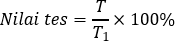 Nilai tes = T/T₁ × 100%